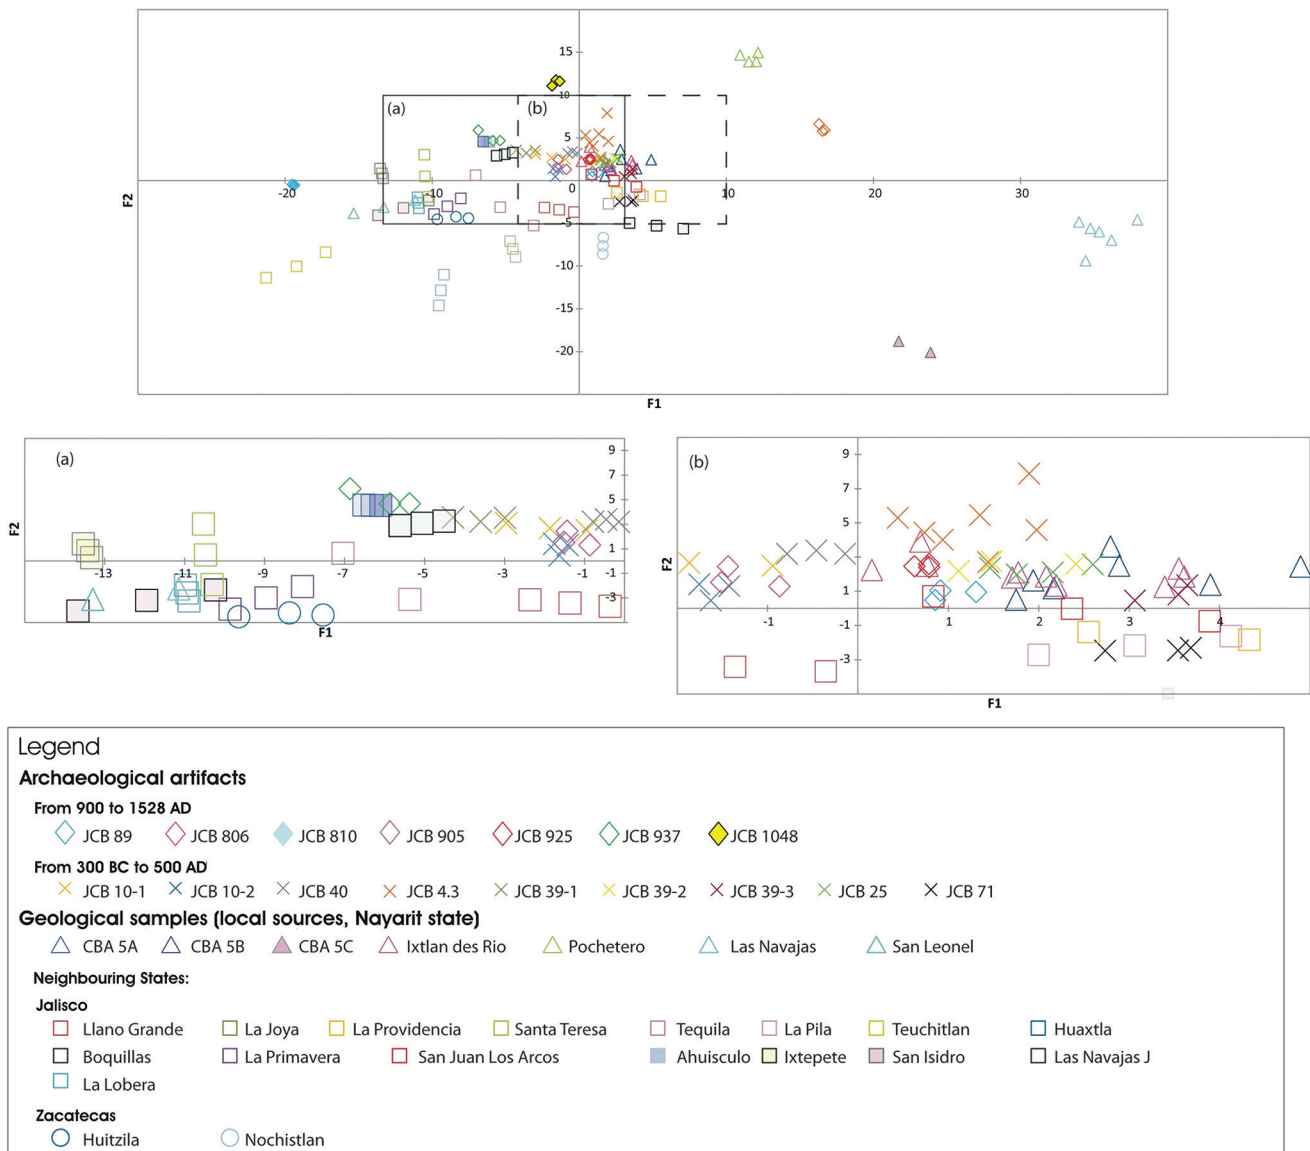 15
10
(a)
(b)
5
F2
-20
-10
0
10
20
30
-5
-10
-15
-20
F1
(a)
9
7
F2
5
3
1
-13
-11
-9
-7
-5
-3
-1
-1
-3
F1
(b)
9
7
F2
5
1
-1
1
2
3
4
-1
-3
F1
Legend
Archaeological artifacts
From 900 to 1528 AD
JCB 89 JCB 806 JCB 810 JCB 905 JCB 925 JCB 937 JCB 1048
From 300 BC to 500 AD
JCB 10-1 JCB 10-2 JCB 40 JCB 4.3 JCB 39-1 JCB 39-2 JCB 39-3 JCB 25 JCB 71
Geological samples (local sources, Nayarit state)
CBA 5A CBA 5B CBA 5C Ixtlan des Rio Pochetero Las Navajas San Leonel
Neighbouring States:
Jalisco
Llano Grande La Joya La Providencia Santa Teresa Tequila La Pila Teuchitlan Huaxtla
Boquillas La Primavera San Juan Los Arcos Ahuisculo Ixtepete San Isidro Las Navajas J
La Lobera
Zacatecas
Huitzila Nochistlan